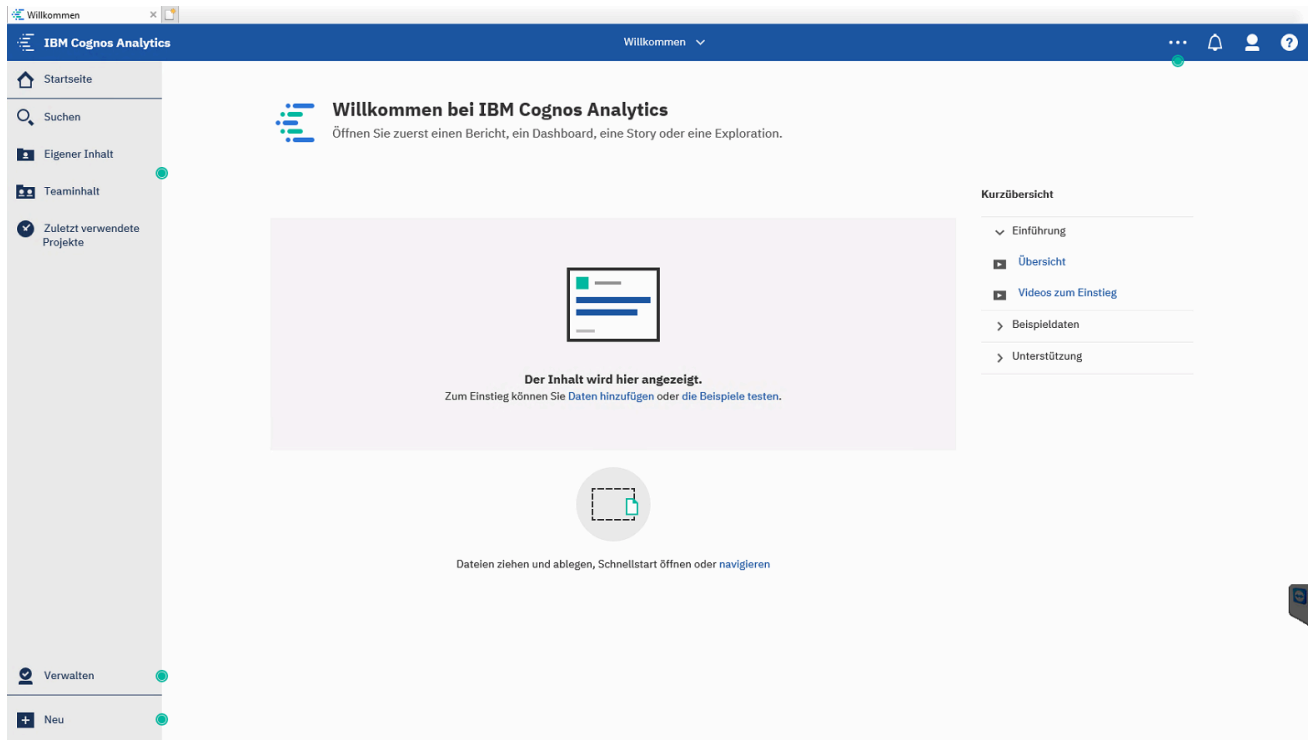 Willkommen
IBM Cognos Analytics
Willkommen
Startseite
Suchen
Eigener Inhalt
Teaminhalt
Zuletzt verwendete
Projekte
Willkommen bei IBM Cognos Analytics
Öffnen Sie zuerst einen Bericht, ein Dashboard, eine Story oder eine Exploration.
Der Inhalt wird hier angezeigt.
Zum Einstieg können Sie Daten hinzufügen oder die Beispiele testen.
Dateien ziehen und ablegen, Schnellstart öffnen oder navigieren
Kurzübersicht
Einführung
Übersicht
Videos zum Einstieg
Beispieldaten
Unterstützung
Verwalten
Neu